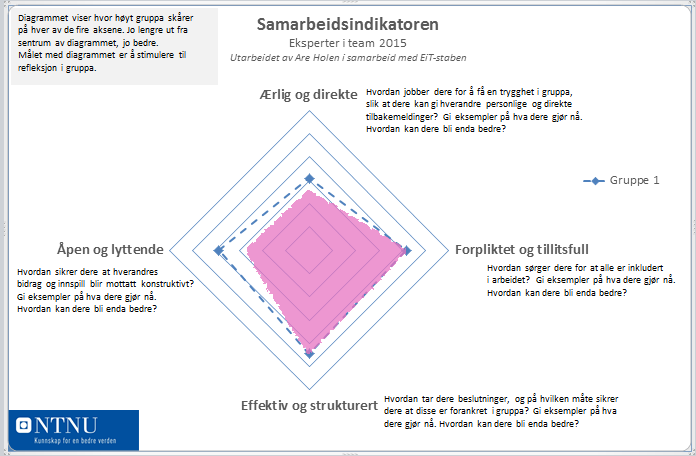 Diagrammet viser hvor høyt gruppa skårer
på hver av de fire aksene. Jo lengre ut fra
sentrum av diagrammet, jo bedre.
Målet med diagrammet er å stimulere til
refleksjon i gruppa.
Samarbeidsindikatoren
Eksperter i team 2015
Utarbeidet av Are Holen i samarbeid med EiT-staben
Ærlig og direkte
Hvordan jobber dere for å få en trygghet i gruppa,
slik at dere kan gi hverandre personlige og direkte
tilbakemeldinger? Gi eksempler på hva dere gjør nå.
Hvordan kan dere bli enda bedre?
Gruppe 1
Åpen og lyttende
Hvordan sikrer dere at hverandres
bidrag og innspill blir mottatt konstruktivt?
Gi eksempler på hva dere gjør nå.
Hvordan kan dere bli enda bedre?
Forpliktet og tillitsfull
Hvordan sørger dere for at alle er inkludert
i arbeidet? Gi eksempler på hva dere gjør nå.
Hvordan kan dere bli enda bedre?
Effektiv og strukturert
Hvordan tar dere beslutninger, og på hvilken måte sikrer
dere at disse er forankret i gruppa? Gi eksempler på hva
dere gjør nå. Hvordan kan dere bli enda bedre?
NTNU
Kunnskap for en bedre verden